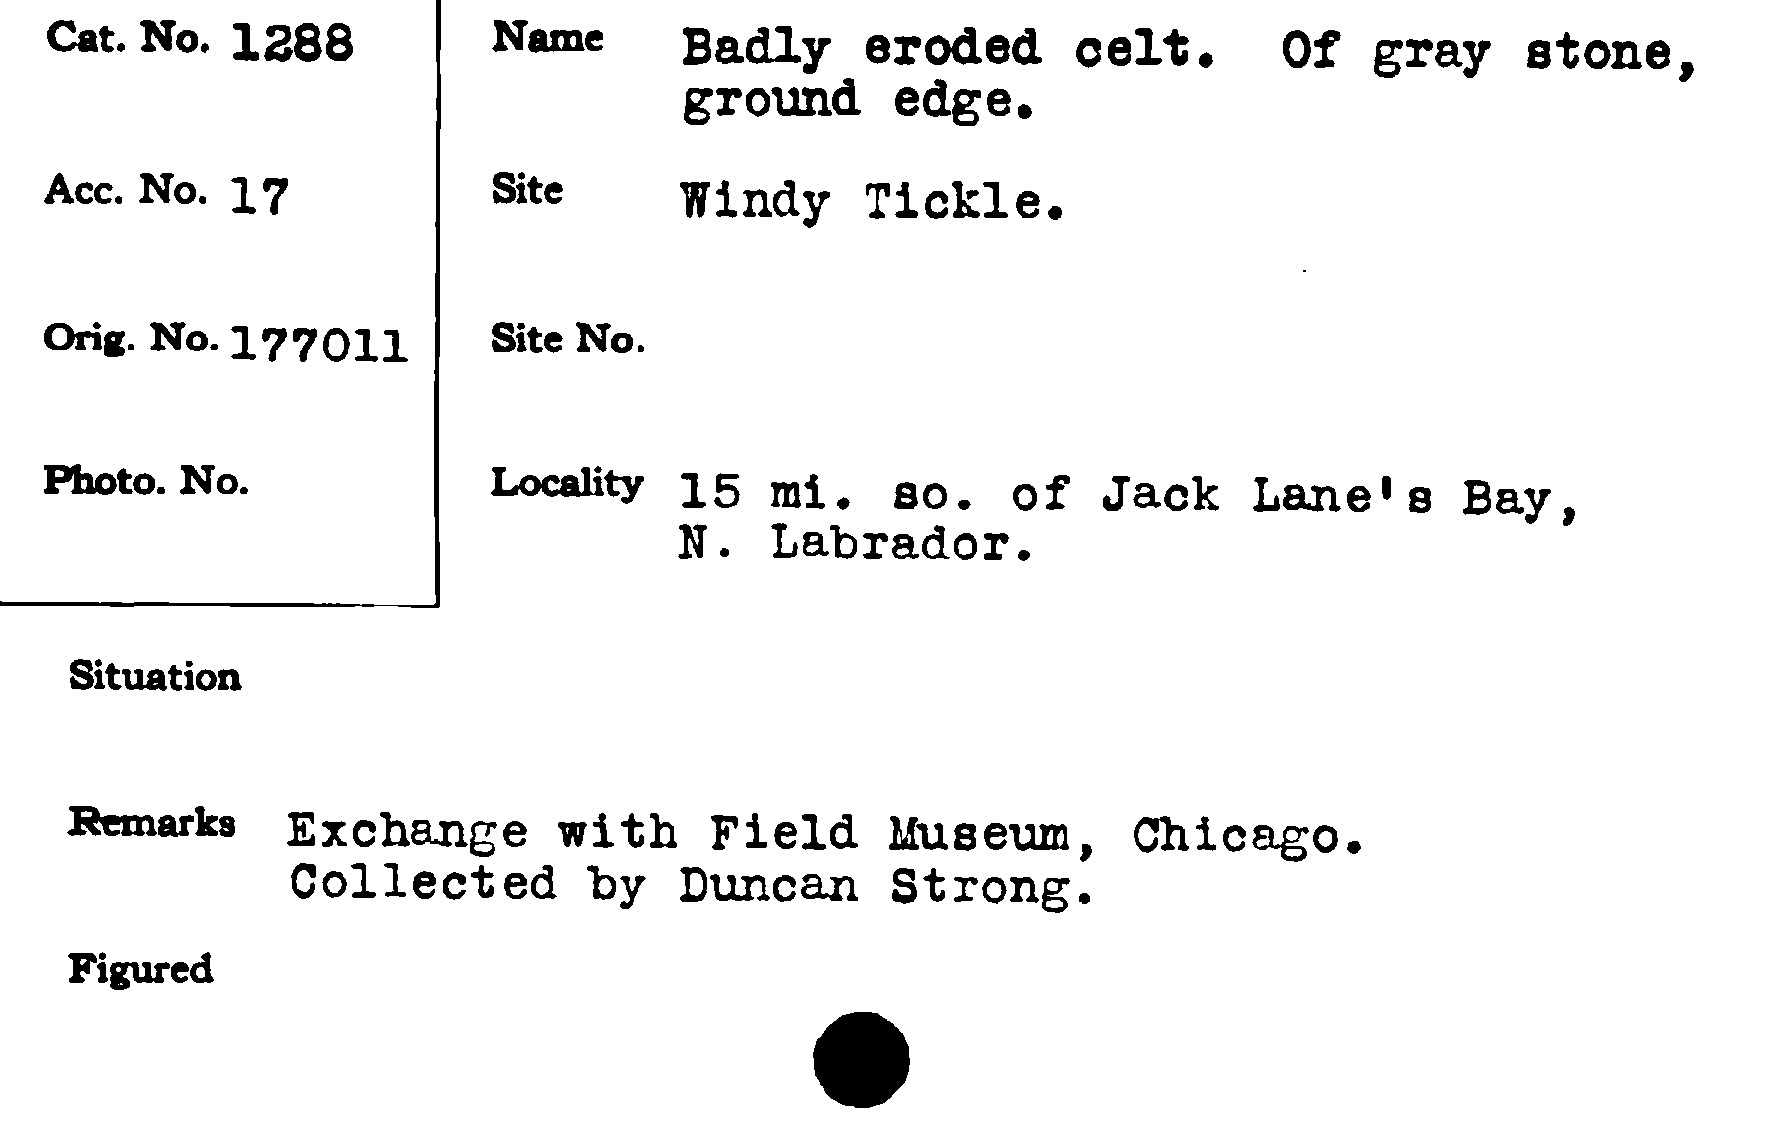 Cat. No. 1288
Name Badly eroded celt. Of gray stone,
ground edge.
Acc. No. 17
Site Windy Tickle.
Orig. No. 177011
Site No.
Photo. No.
Locality 15 mi. so. of Jack Lane's Bay,
N. Labrador.
Situation
Remarks Exchange with Field Museum, Chicago.
Collected by Duncan Strong.
Figured